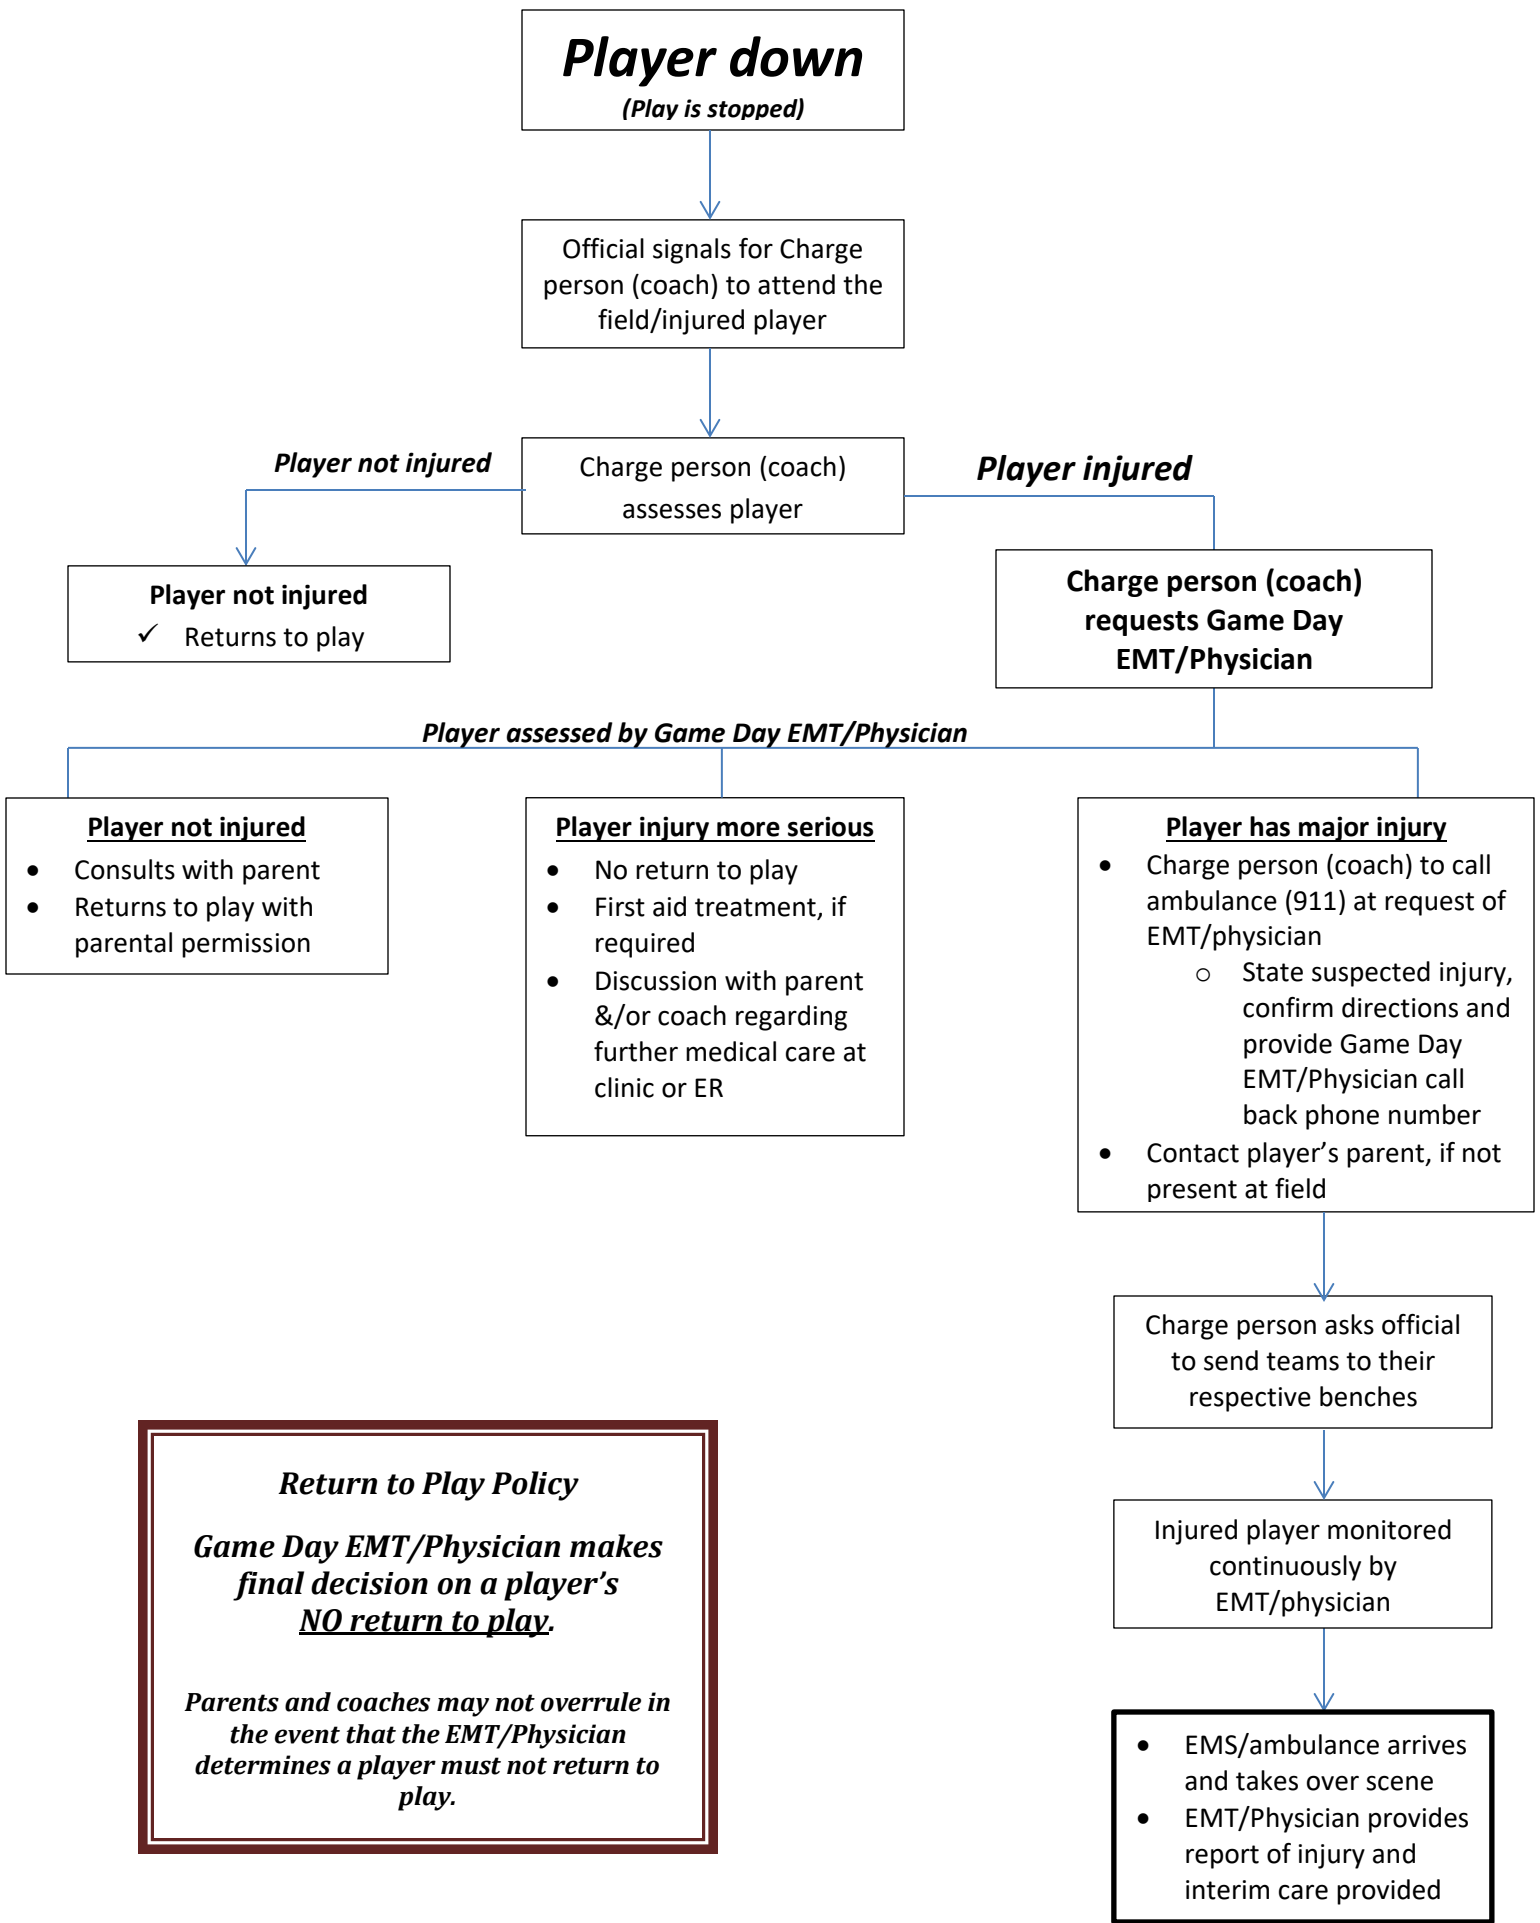 Player down
(Play is stopped)
Official signals for Charge
person (coach) to attend the
field/injured player
Player not injured
Charge person (coach)
assesses player
Player injured
Player not injured
✓ Returns to play
Charge person (coach)
requests Game Day
EMT/Physician
Player assessed by Game Day EMT/Physician
Player not injured
• Consults with parent
• Returns to play with
parental permission
Player injury more serious
• No return to play
• First aid treatment, if
required
• Discussion with parent
&/or coach regarding
further medical care at
clinic or ER
Player has major injury
• Charge person (coach) to call
ambulance (911) at request of
EMT/physician
o State suspected injury,
confirm directions and
provide Game Day
EMT/Physician call
back phone number
• Contact player’s parent, if not
present at field
Charge person asks official
to send teams to their
respective benches
Injured player monitored
continuously by
EMT/physician
• EMS/ambulance arrives
and takes over scene
• EMT/Physician provides
report of injury and
interim care provided
Return to Play Policy
Game Day EMT/Physician makes
final decision on a player’s
NO return to play.
Parents and coaches may not overrule in
the event that the EMT/Physician
determines a player must not return to
play.